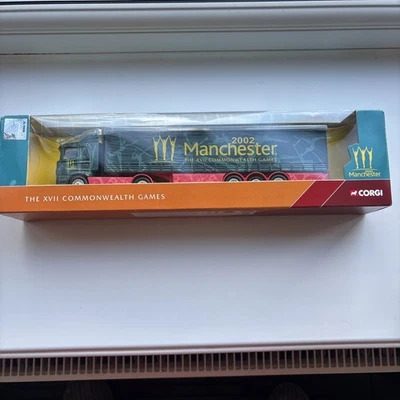 2002
Manchester
THE XVII COMMONWEALTH GAMES
Manchester
THE XVII COMMONWEALTH GAMES
CORGI